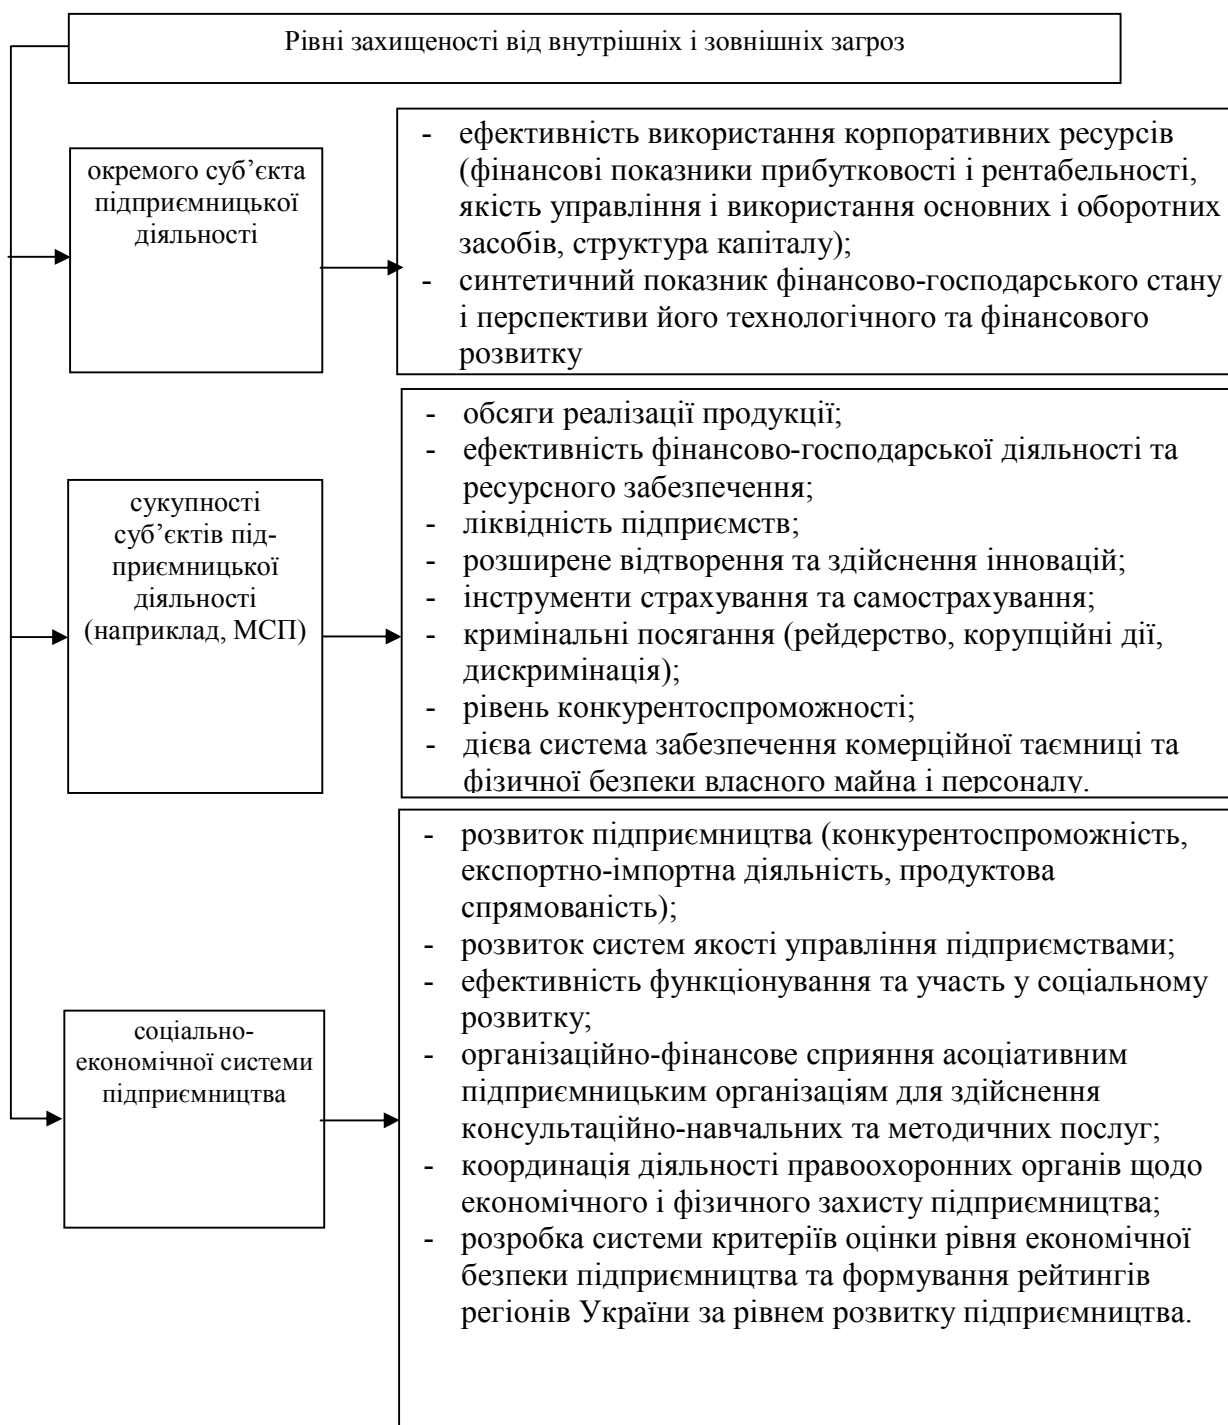 Рівні захищеності від внутрішніх і зовнішніх загроз
окремого суб’єкта
підприємницької
діяльності
- ефективність використання корпоративних ресурсів
(фінансові показники прибутковості і рентабельності,
якість управління і використання основних і оборотних
засобів, структура капіталу);
- синтетичний показник фінансово-господарського стану
і перспективи його технологічного та фінансового
розвитку
сукупності
суб’єктів під-
приємницької
діяльності
(наприклад, МСП)
- обсяги реалізації продукції;
- ефективність фінансово-господарської діяльності та
ресурсного забезпечення;
- ліквідність підприємств;
- розширене відтворення та здійснення інновацій;
- інструменти страхування та самострахування;
- кримінальні посягання (рейдерство, корупційні дії,
дискримінація);
- рівень конкурентоспроможності;
- дієва система забезпечення комерційної таємниці та
фізичної безпеки власного майна і персоналу.
соціально-
економічної системи
підприємництва
- розвиток підприємництва (конкурентоспроможність,
експортно-імпортна діяльність, продуктова
спрямованість);
- розвиток систем якості управління підприємствами;
- ефективність функціонування та участь у соціальному
розвитку;
- організаційно-фінансове сприяння асоціативним
підприємницьким організаціям для здійснення
консультаційно-навчальних та методичних послуг;
- координація діяльності правоохоронних органів щодо
економічного і фізичного захисту підприємництва;
- розробка системи критеріїв оцінки рівня економічної
безпеки підприємництва та формування рейтингів
регіонів України за рівнем розвитку підприємництва.